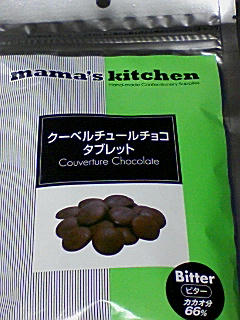 mama's kitchen
Hand-made Confectionery Supplies
クーベルチュールチョコ
タブレット
Couverture Chocolate
Bitter
ビター
カカオ分
66%